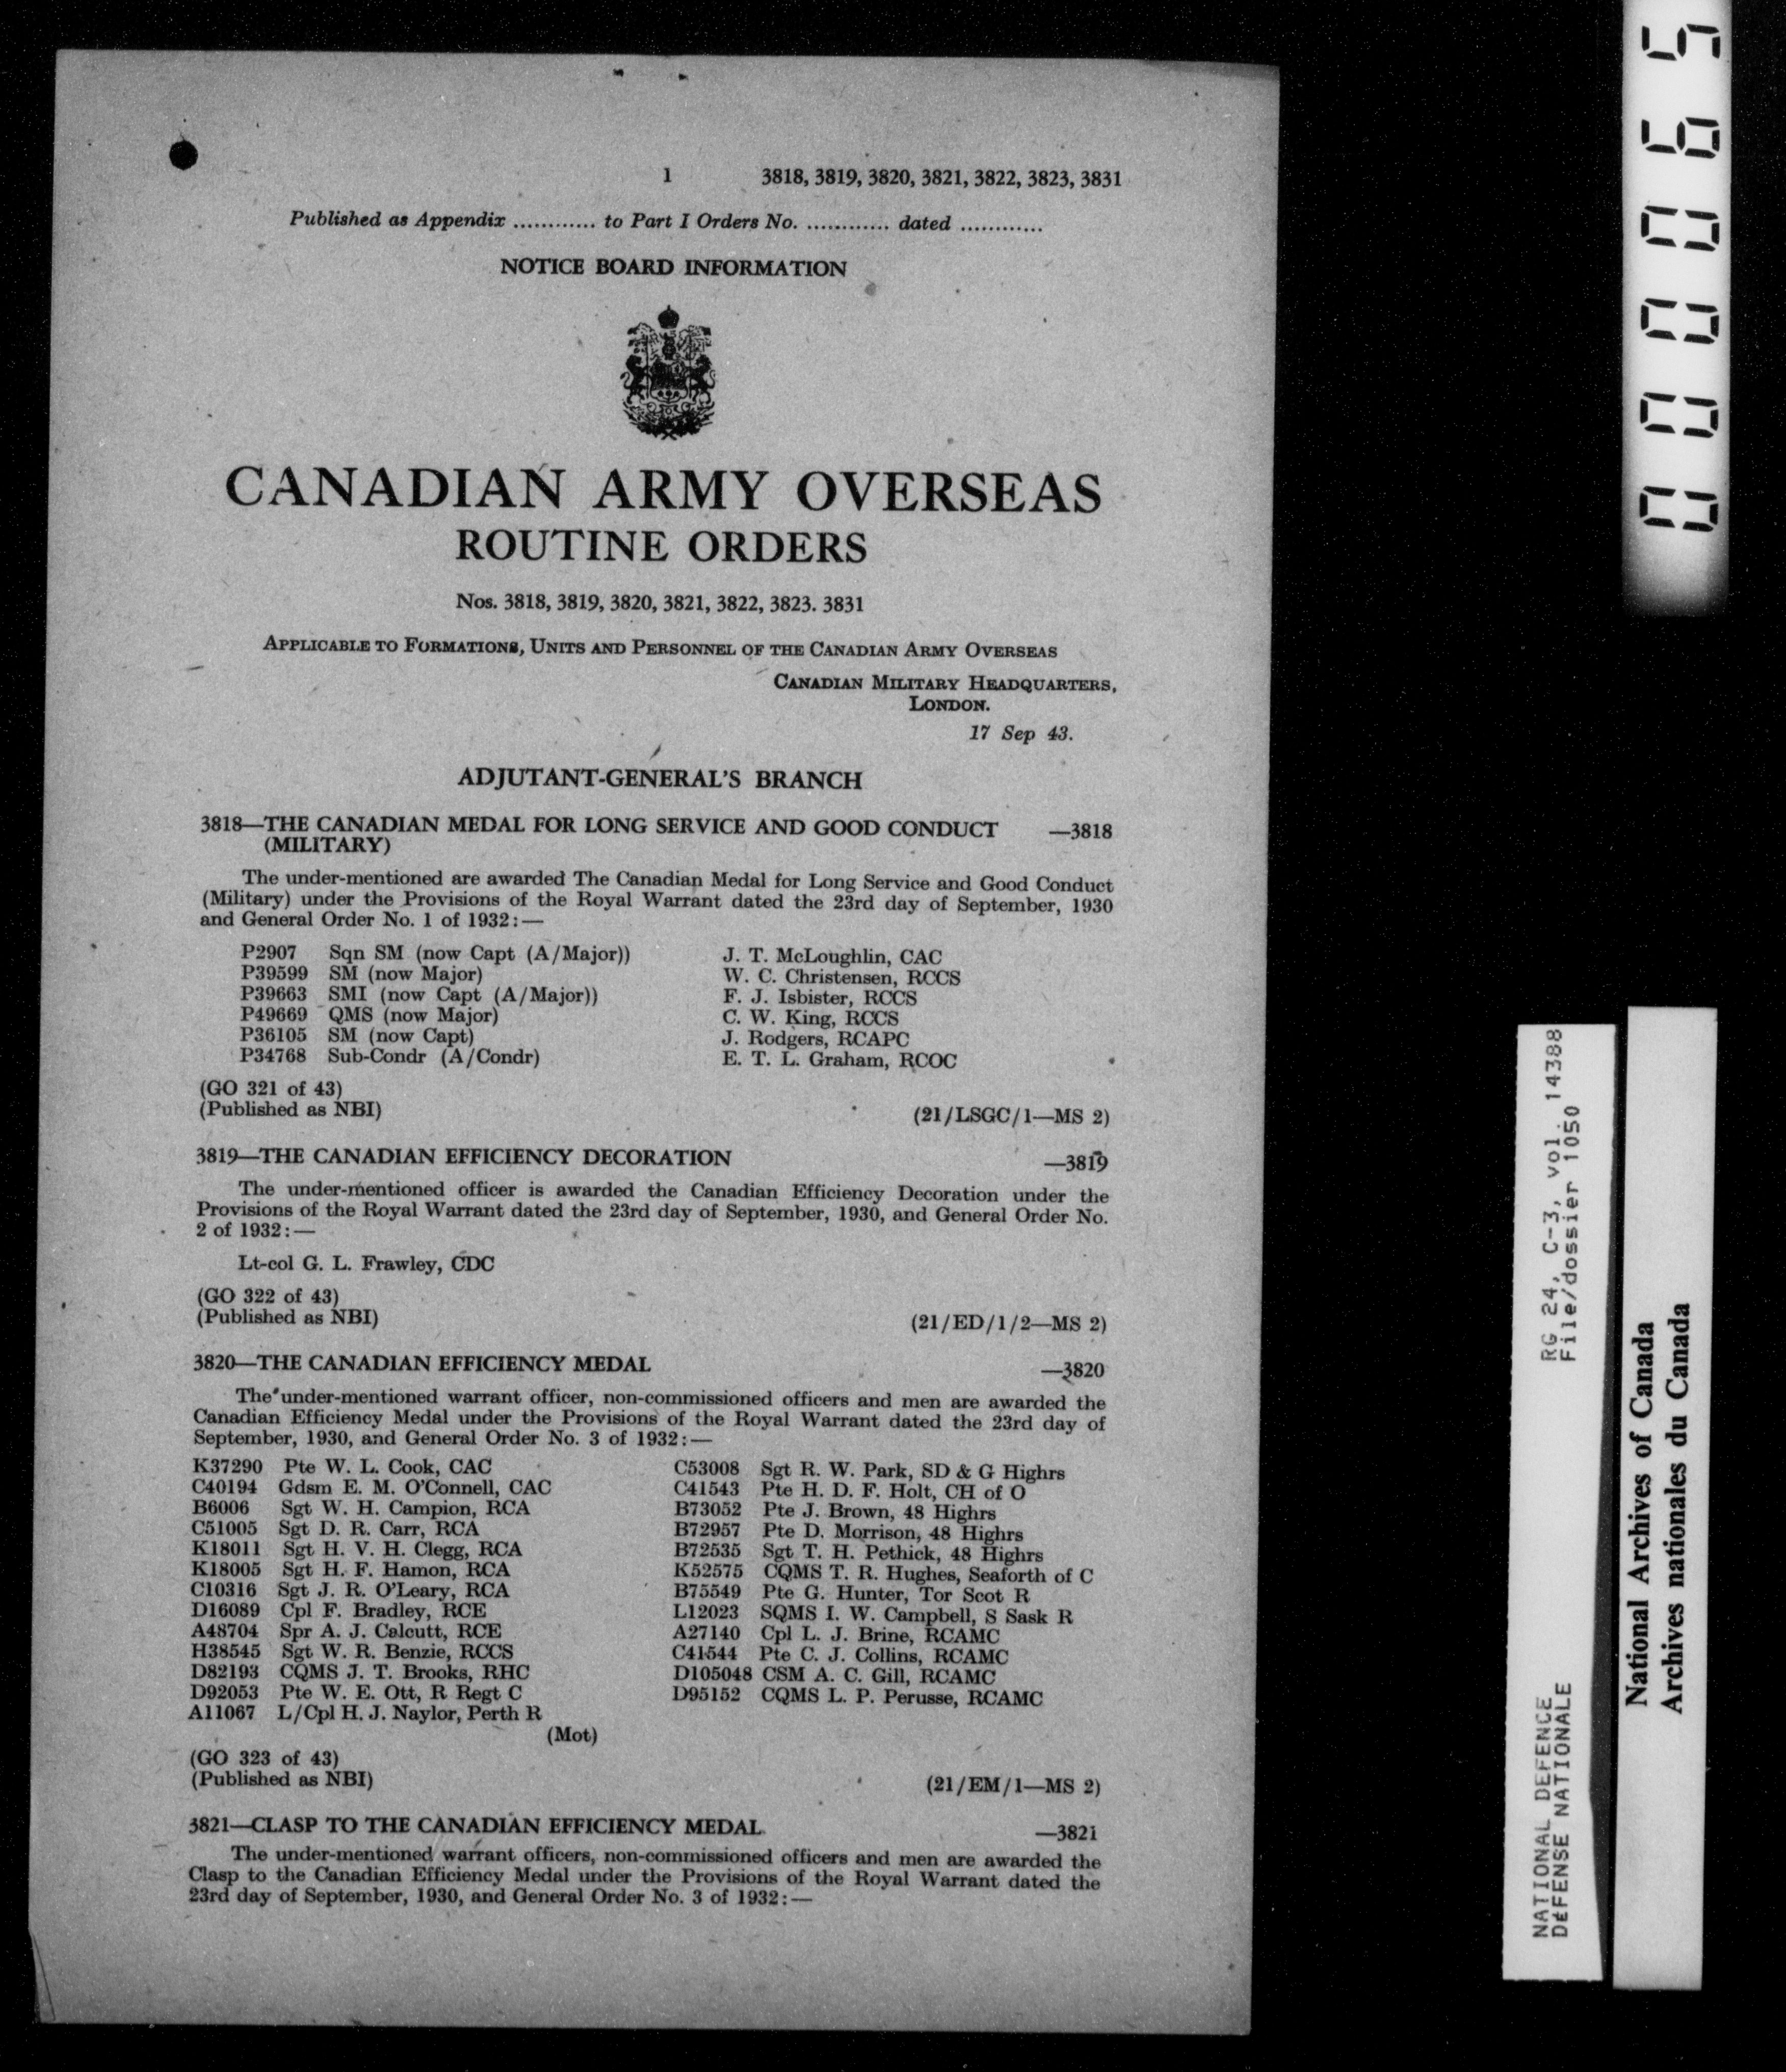 1 3818, 3819, 3820, 3821, 3822, 3823, 3831
Published as Appendix ............ to Part I Orders No. ............ dated ............
NOTICE BOARD INFORMATION
CANADIAN ARMY OVERSEAS
ROUTINE ORDERS
Nos. 3818, 3819, 3820, 3821, 3822, 3823. 3831
APPLICABLE TO FORMATIONS, UNITS AND PERSONNEL OF THE CANADIAN ARMY OVERSEAS
CANADIAN MILITARY HEADQUARTERS,
LONDON.
17 Sep 43.
ADJUTANT-GENERAL'S BRANCH
3818—THE CANADIAN MEDAL FOR LONG SERVICE AND GOOD CONDUCT —3818
(MILITARY)
The under-mentioned are awarded The Canadian Medal for Long Service and Good Conduct
(Military) under the Provisions of the Royal Warrant dated the 23rd day of September, 1930
and General Order No. 1 of 1932:—
P2907 Sqn SM (now Capt (A/Major)) J. T. McLoughlin, CAC
P39599 SM (now Major) W. C. Christensen, RCCS
P39663 SMI (now Capt (A/Major)) F. J. Isbister, RCCS
P49669 QMS (now Major) C. W. King, RCCS
P36105 SM (now Capt) J. Rodgers, RCAPC
P34768 Sub-Condr (A/Condr) E. T. L. Graham, RCOC
(GO 321 of 43)
(Published as NBI) (21/LSGC/1—MS 2)
3819—THE CANADIAN EFFICIENCY DECORATION —3819
The under-mentioned officer is awarded the Canadian Efficiency Decoration under the
Provisions of the Royal Warrant dated the 23rd day of September, 1930, and General Order No.
2 of 1932:—
Lt-col G. L. Frawley, CDC
(GO 322 of 43)
(Published as NBI) (21/ED/1/2—MS 2)
3820—THE CANADIAN EFFICIENCY MEDAL —3820
The under-mentioned warrant officer, non-commissioned officers and men are awarded the
Canadian Efficiency Medal under the Provisions of the Royal Warrant dated the 23rd day of
September, 1930, and General Order No. 3 of 1932:—
K37290 Pte W. L. Cook, CAC
C40194 Gdsm E. M. O'Connell, CAC
B6006 Sgt W. H. Campion, RCA
C51005 Sgt D. R. Carr, RCA
K18011 Sgt H. V. H. Clegg, RCA
K18005 Sgt H. F. Hamon, RCA
C10316 Sgt J. R. O'Leary, RCA
D16089 Cpl F. Bradley, RCE
A48704 Spr A. J. Calcutt, RCE
H38545 Sgt W. R. Benzie, RCCS
D82193 CQMS J. T. Brooks, RHC
D92053 Pte W. E. Ott, R Regt C
A11067 L/Cpl H. J. Naylor, Perth R
(Mot)
C53008 Sgt R. W. Park, SD & G Highrs
C41543 Pte H. D. F. Holt, CH of O
B73052 Pte J. Brown, 48 Highrs
B72957 Pte D. Morrison, 48 Highrs
B72535 Sgt T. H. Pethick, 48 Highrs
K52575 CQMS T. R. Hughes, Seaforth of C
B75549 Pte G. Hunter, Tor Scot R
L12023 SQMS I. W. Campbell, S Sask R
A27140 Cpl L. J. Brine, RCAMC
C41544 Pte C. J. Collins, RCAMC
D105048 CSM A. C. Gill, RCAMC
D95152 CQMS L. P. Perusse, RCAMC
(GO 323 of 43)
(Published as NBI) (21/EM/1—MS 2)
3821—CLASP TO THE CANADIAN EFFICIENCY MEDAL —3821
The under-mentioned warrant officers, non-commissioned officers and men are awarded the
Clasp to the Canadian Efficiency Medal under the Provisions of the Royal Warrant dated the
23rd day of September, 1930, and General Order No. 3 of 1932:—
000065
NATIONAL DEFENCE RG 24, C-3, vol. 14388
DÉFENSE NATIONALE File/dossier 1050
National Archives of Canada
Archives nationales du Canada